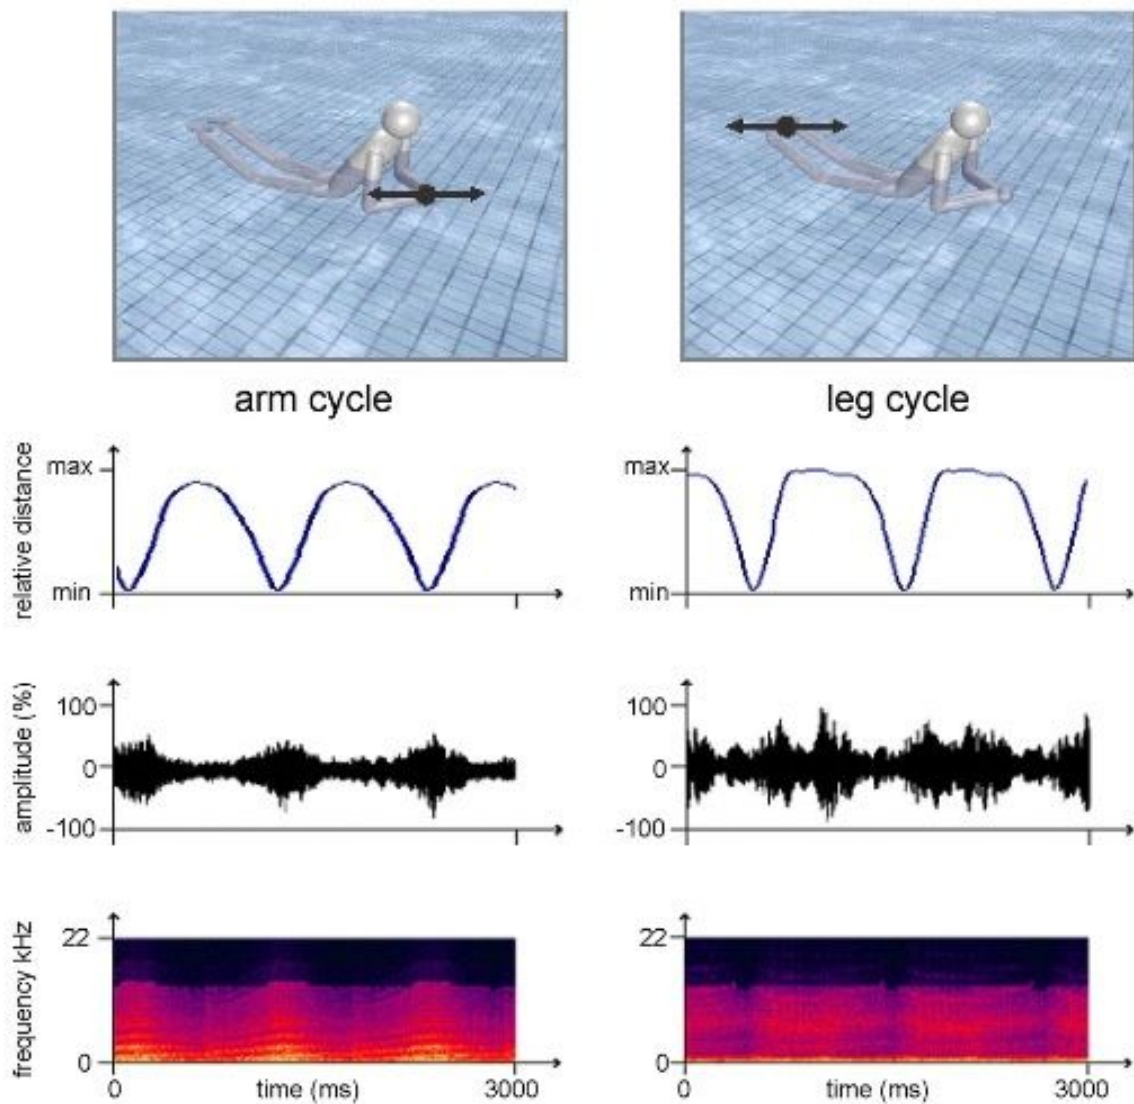 arm cycle
leg cycle
relative distance
max
min
max
min
amplitude (%)
100
0
-100
100
0
-100
frequency kHz
22
0
22
0
0
time (ms)
3000
0
time (ms)
3000